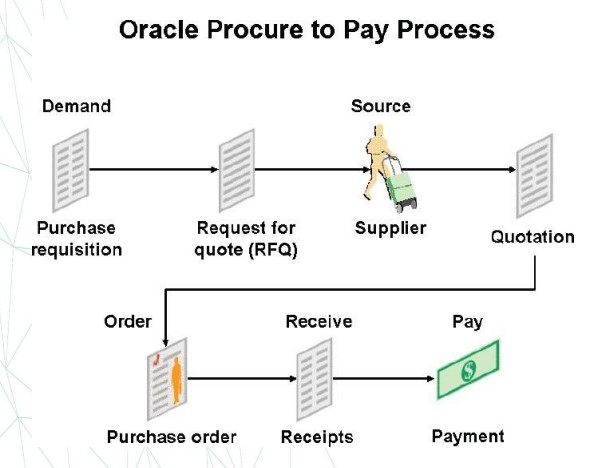 Oracle Procure to Pay Process
Demand
Source
Purchase
requisition
Request for
quote (RFQ)
Supplier
Quotation
Order
Receive
Pay
$
Purchase order
Receipts
Payment